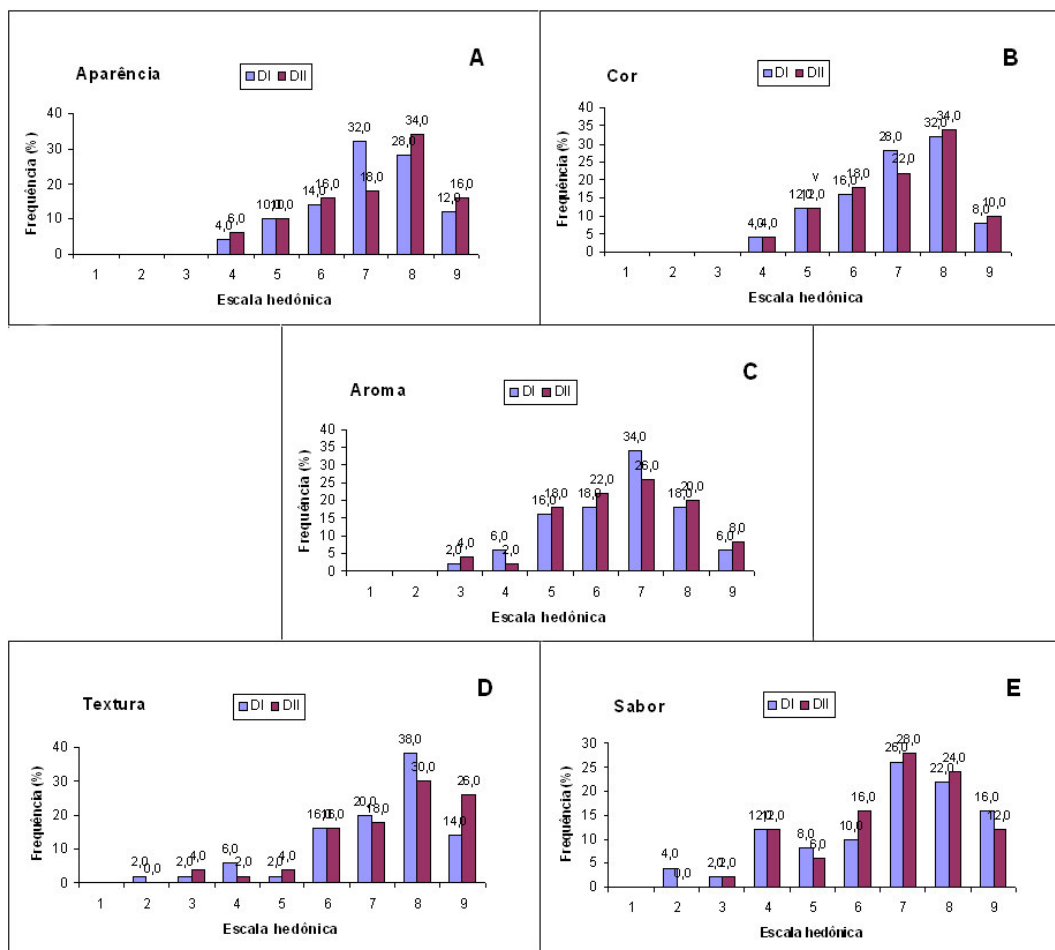 A
Aparência
DI DII
Frequência (%)
40
30
20
10
0
4,0 6,0 10,0 10,0 14,0 16,0 32,0 18,0 28,0 34,0 12,0 16,0
1 2 3 4 5 6 7 8 9
Escala hedônica
B
Cor
DI DII
Frequência (%)
40
35
30
25
20
15
10
5
0
4,0 4,0 12,0 12,0 v 16,0 18,0 28,0 22,0 32,0 34,0 8,0 10,0
1 2 3 4 5 6 7 8 9
Escala hedônica
C
Aroma
DI DII
Frequência (%)
40
35
30
25
20
15
10
5
0
2,0 4,0 6,0 2,0 16,0 18,0 18,0 22,0 34,0 26,0 18,0 20,0 6,0 8,0
1 2 3 4 5 6 7 8 9
Escala hedônica
D
Textura
DI DII
Frequência (%)
40
30
20
10
0
2,0 0,0 2,0 4,0 6,0 2,0 2,0 4,0 16,0 16,0 20,0 18,0 38,0 30,0 14,0 26,0
1 2 3 4 5 6 7 8 9
Escala hedônica
E
Sabor
DI DII
Frequência (%)
30
25
20
15
10
5
0
4,0 0,0 2,0 2,0 12,0 12,0 8,0 6,0 10,0 16,0 26,0 28,0 22,0 24,0 16,0 12,0
1 2 3 4 5 6 7 8 9
Escala hedônica